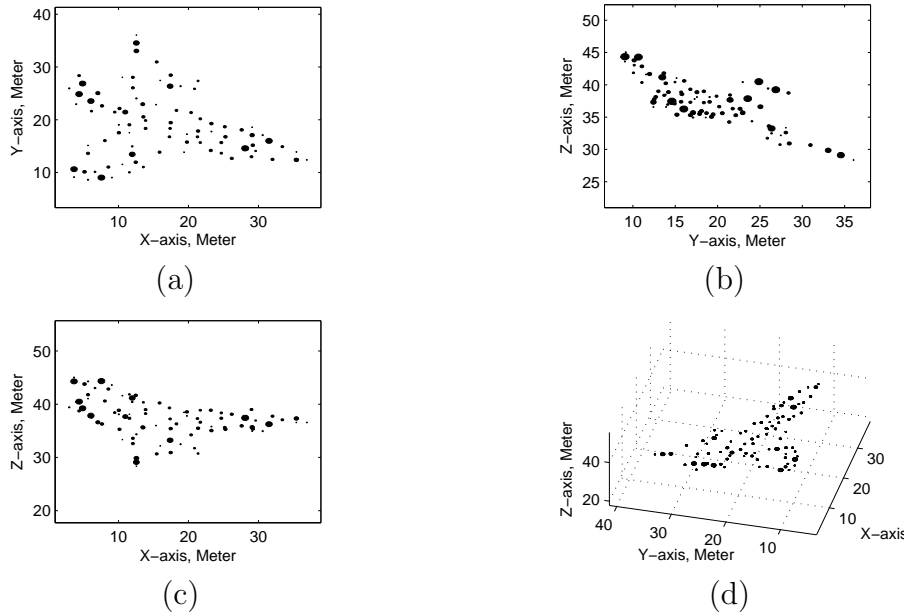 40
30
20
10
Y−axis, Meter
10 20 30
X−axis, Meter
(a)
50
45
40
35
30
25
Z−axis, Meter
10 15 20 25 30 35
Y−axis, Meter
(b)
50
40
30
20
Z−axis, Meter
10 20 30
X−axis, Meter
(c)
40
20
Z−axis, Meter
40 30 20 10
Y−axis, Meter
30
20
10
X−axis
(d)